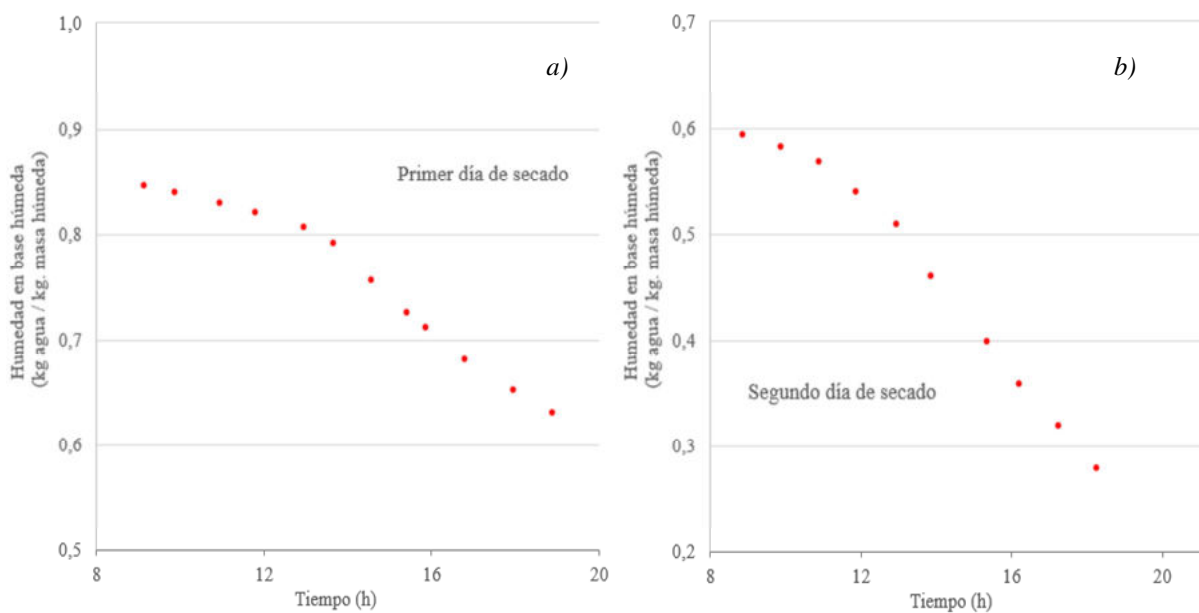 a)
Primer día de secado
Humedad en base húmeda
(kg agua / kg. masa húmeda)
1,0
0,9
0,8
0,7
0,6
0,5
8
12
16
20
Tiempo (h)
b)
Segundo día de secado
Humedad en base húmeda
(kg agua / kg. masa húmeda)
0,7
0,6
0,5
0,4
0,3
0,2
8
12
16
20
Tiempo (h)